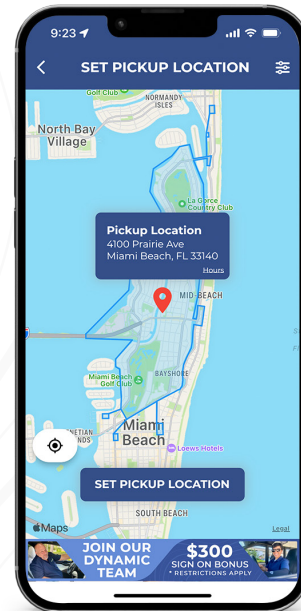 9:23
SET PICKUP LOCATION
Golf Club
NORMANDY
ISLES
North Bay
Village
La Gorce
Country Club
Pickup Location
4100 Prairie Ave
Miami Beach, FL 33140
Hours
MID-BEACH
BAYSHORE
Miami Beach
Golf Club
Miami
Beach
NETIAN
NDS
Loews Hotels
SET PICKUP LOCATION
SOUTH BEACH
Maps
Legal
JOIN OUR
DYNAMIC
TEAM
$300
SIGN ON BONUS
* RESTRICTIONS APPLY